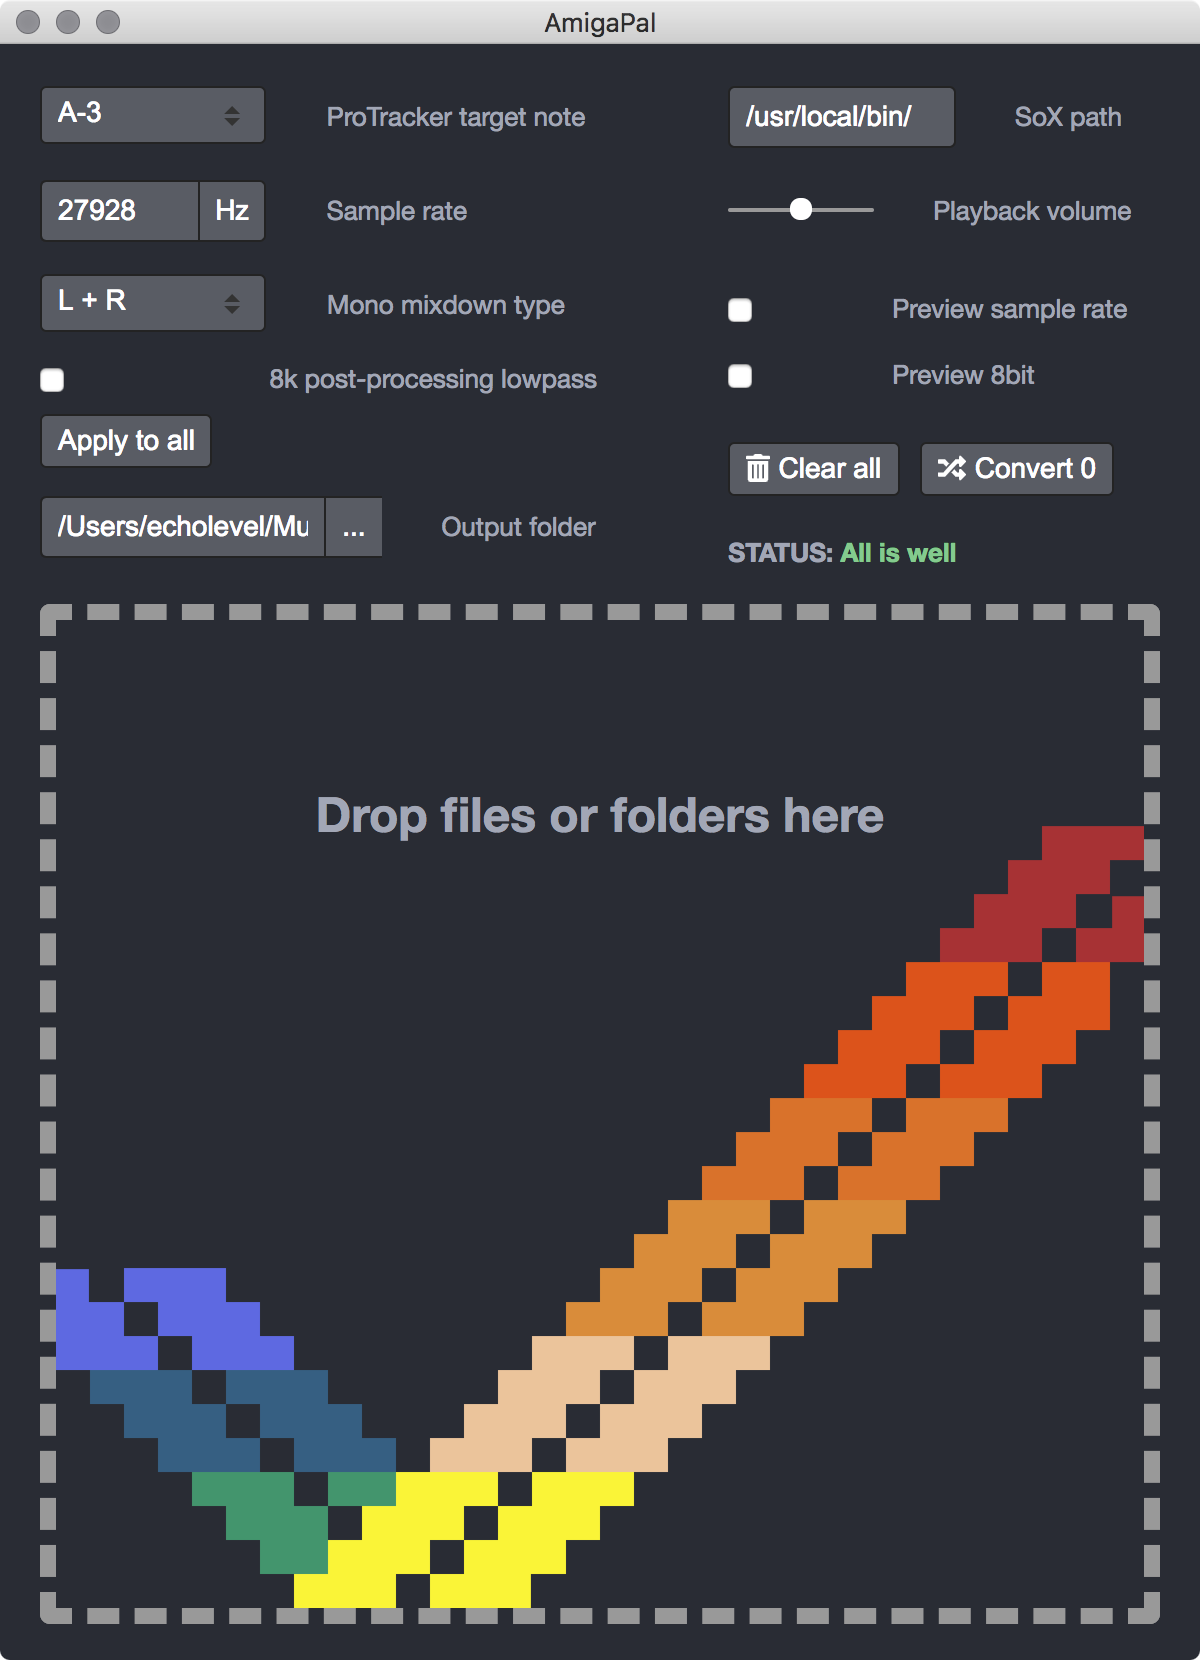 AmigaPal
A-3
ProTracker target note
27928 Hz
Sample rate
L + R
Mono mixdown type
8k post-processing lowpass
Apply to all
/Users/echolevel/Mu ...
Output folder
/usr/local/bin/
SoX path
Playback volume
Preview sample rate
Preview 8bit
Clear all
Convert 0
STATUS: All is well
Drop files or folders here